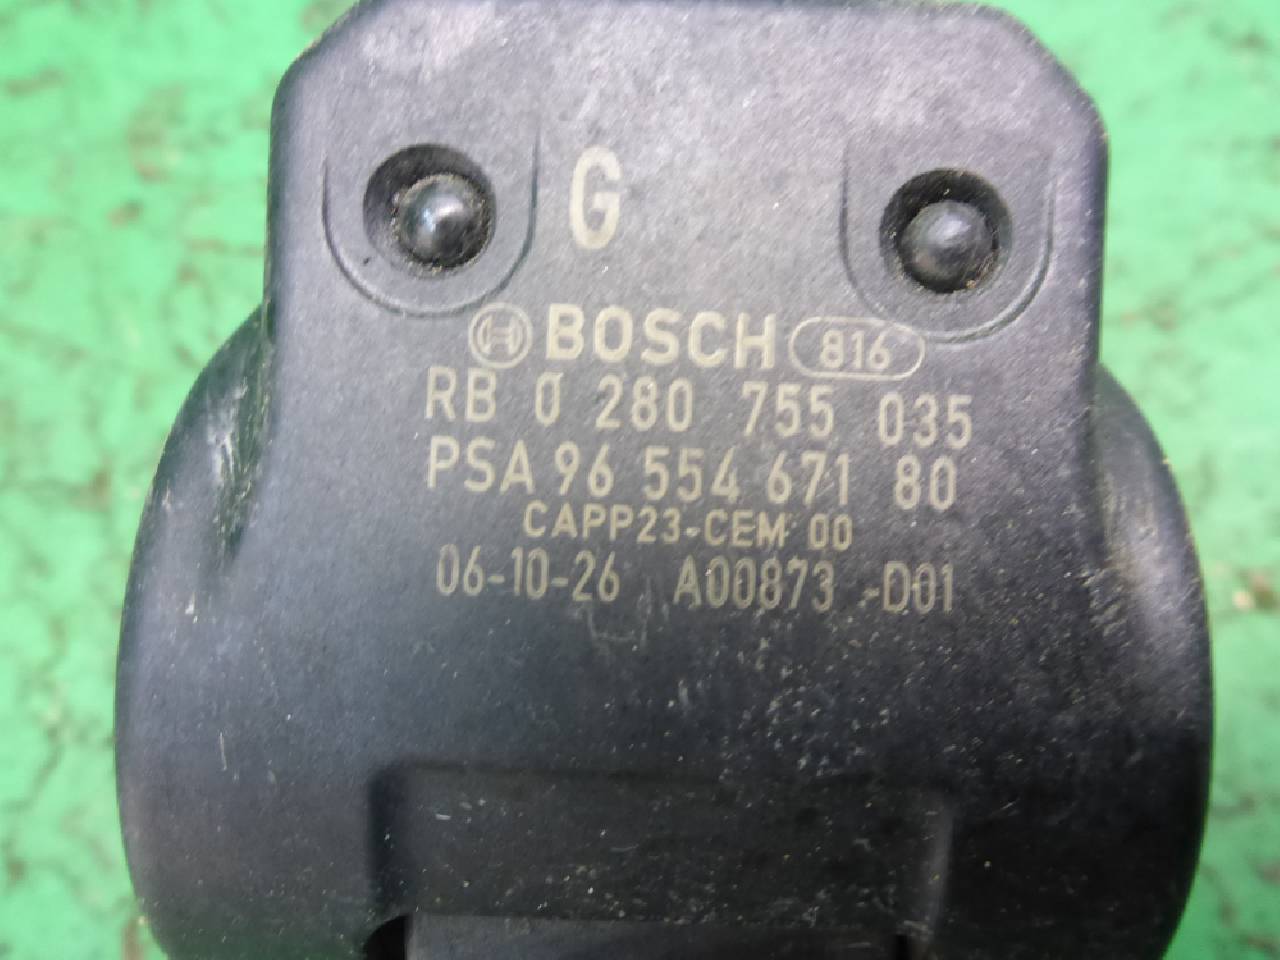 G
BOSCH 816
RB 0 280 755 035
PSA 96 554 671 80
CAPP23-CEM 00
06-10-26 A00873 -D01